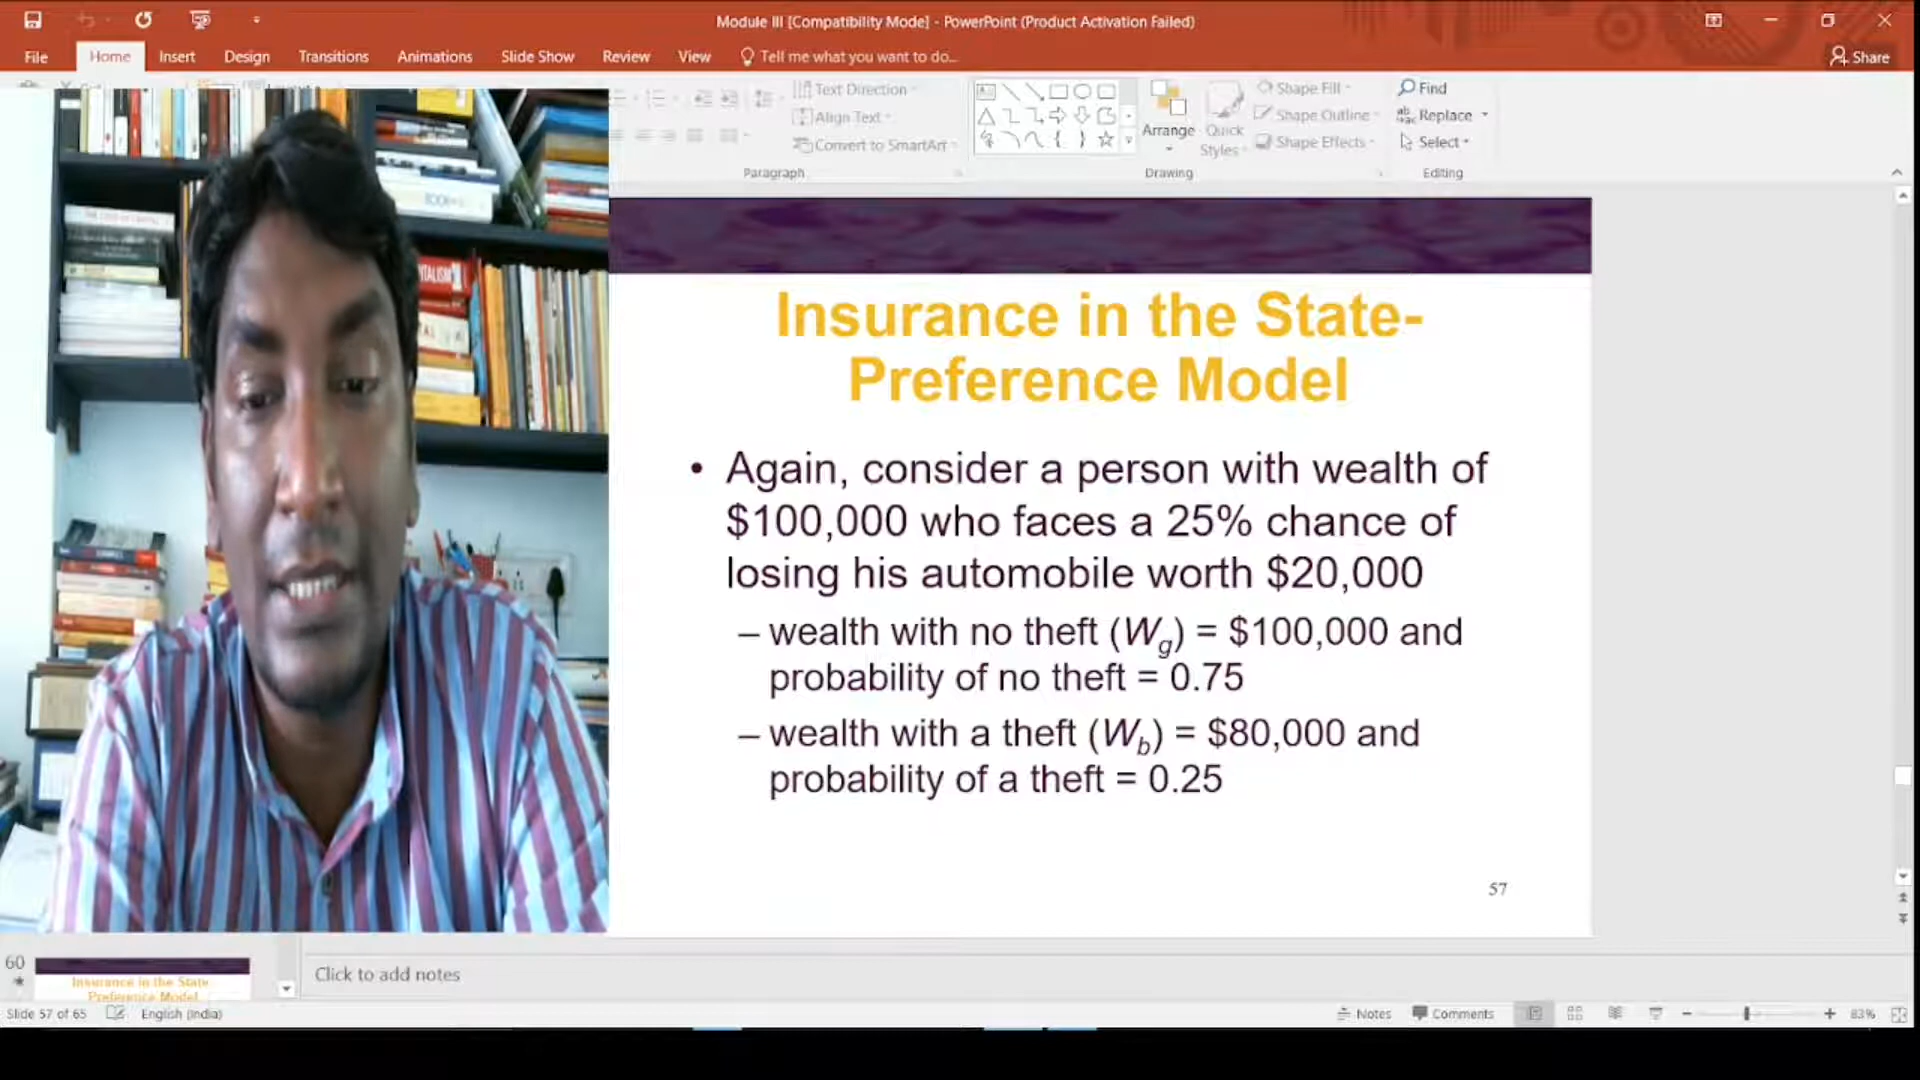 Module III [Compatibility Mode] - PowerPoint (Product Activation Failed)
File Home Insert Design Transitions Animations Slide Show Review View Tell me what you want to do... Share
Text Direction
Align Text
Convert to SmartArt
Paragraph
Arrange
Quick
Styles
Shape Fill
Shape Outline
Shape Effects
Drawing
Find
Replace
Select
Editing
Insurance in the State-
Preference Model
• Again, consider a person with wealth of
$100,000 who faces a 25% chance of
losing his automobile worth $20,000
– wealth with no theft (Wg) = $100,000 and
probability of no theft = 0.75
– wealth with a theft (Wb) = $80,000 and
probability of a theft = 0.25
57
60
Insurance in the State-
Preference Model
Click to add notes
Slide 57 of 65 English (India) Notes Comments 83%